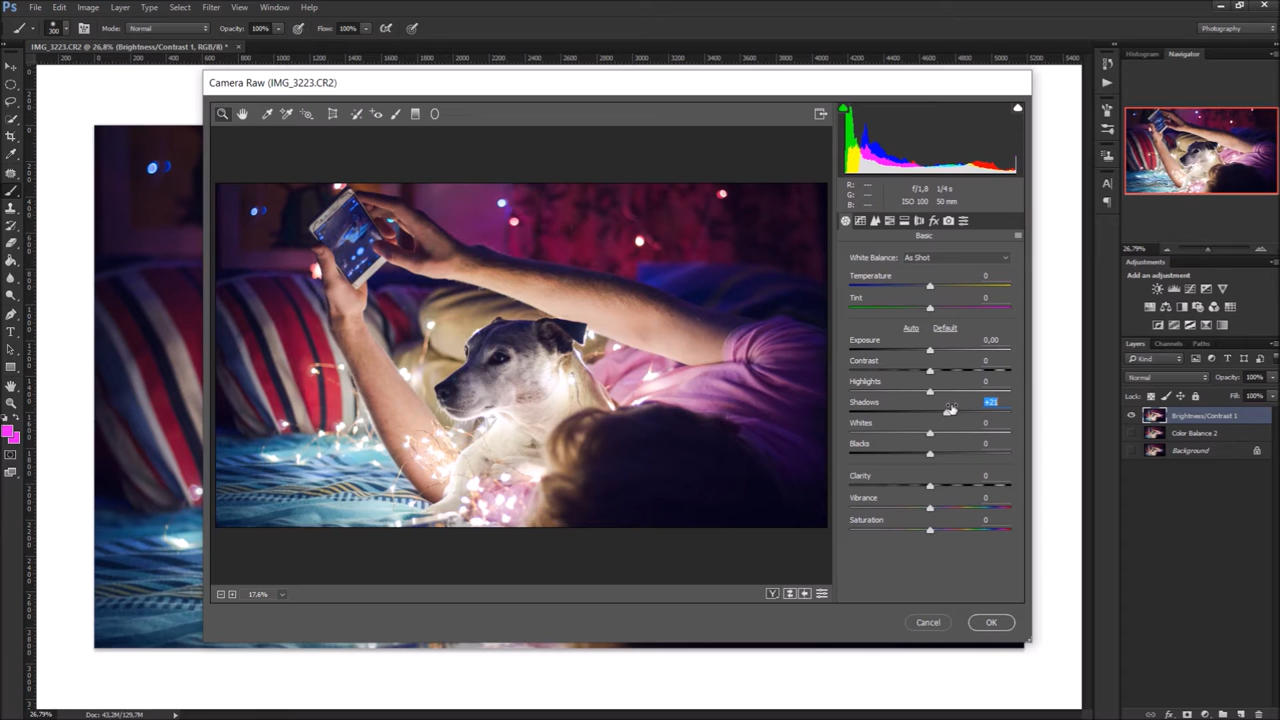 Ps File Edit Image Layer Type Select Filter View Window Help
300 Mode: Normal Opacity: 100% Flow: 100% Photography
IMG_3223.CR2 @ 26,8% (Brightness/Contrast 1, RGB/8) * ×
Histogram Navigator
Camera Raw (IMG_3223.CR2)
R: ---
G: ---
B: ---
f/1,8 1/4 s
ISO 100 50 mm
Basic
White Balance: As Shot
Temperature 0
Tint 0
Auto Default
Exposure 0,00
Contrast 0
Highlights 0
Shadows +21
Whites 0
Blacks 0
Clarity 0
Vibrance 0
Saturation 0
17,6%
Cancel OK
26,79%
Adjustments
Add an adjustment
Layers Channels Paths
Kind
Normal Opacity: 100%
Lock: Fill: 100%
Brightness/Contrast 1
Color Balance 2
Background
26,79% Doc: 43,2M/129,7M